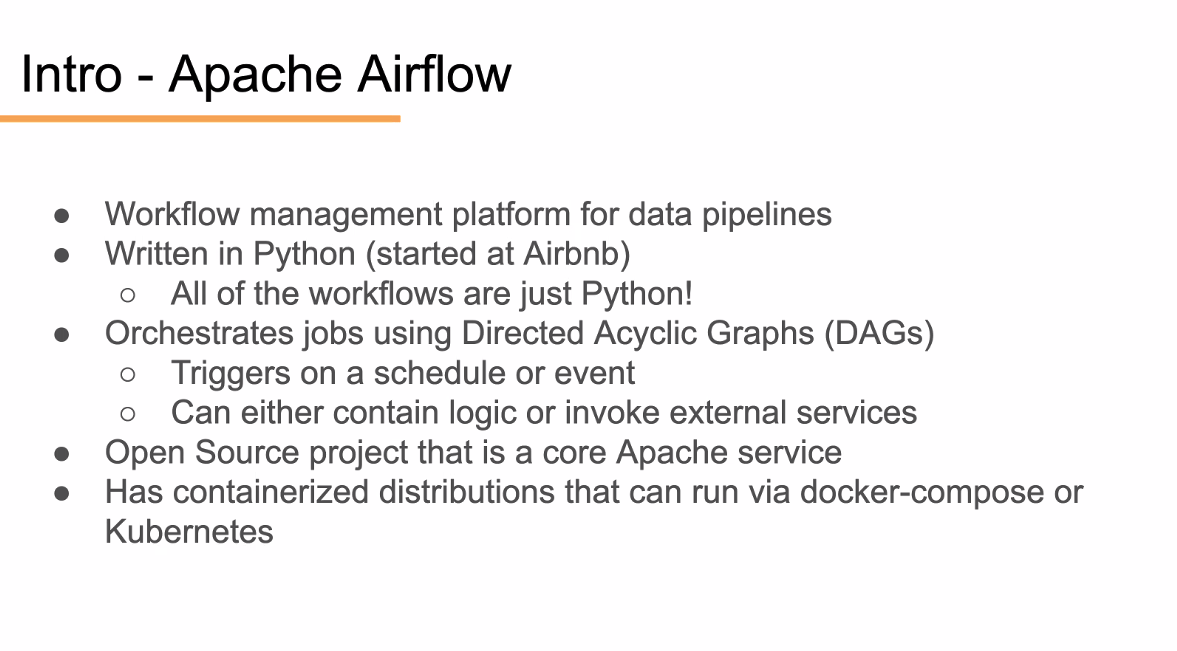 Intro - Apache Airflow
● Workflow management platform for data pipelines
● Written in Python (started at Airbnb)
○ All of the workflows are just Python!
● Orchestrates jobs using Directed Acyclic Graphs (DAGs)
○ Triggers on a schedule or event
○ Can either contain logic or invoke external services
● Open Source project that is a core Apache service
● Has containerized distributions that can run via docker-compose or
Kubernetes